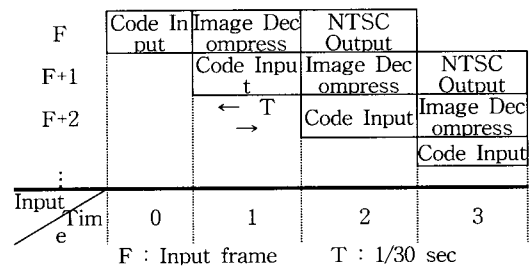 F Code In Image Dec NTSC
put ompress Output
F+1 Code Inpu Image Dec NTSC
t ompress Output
F+2 ← T Code Input Image Dec
→ ompress
Code Input
⋮
Input
Tim 0 1 2 3
e
F : Input frame T : 1/30 sec